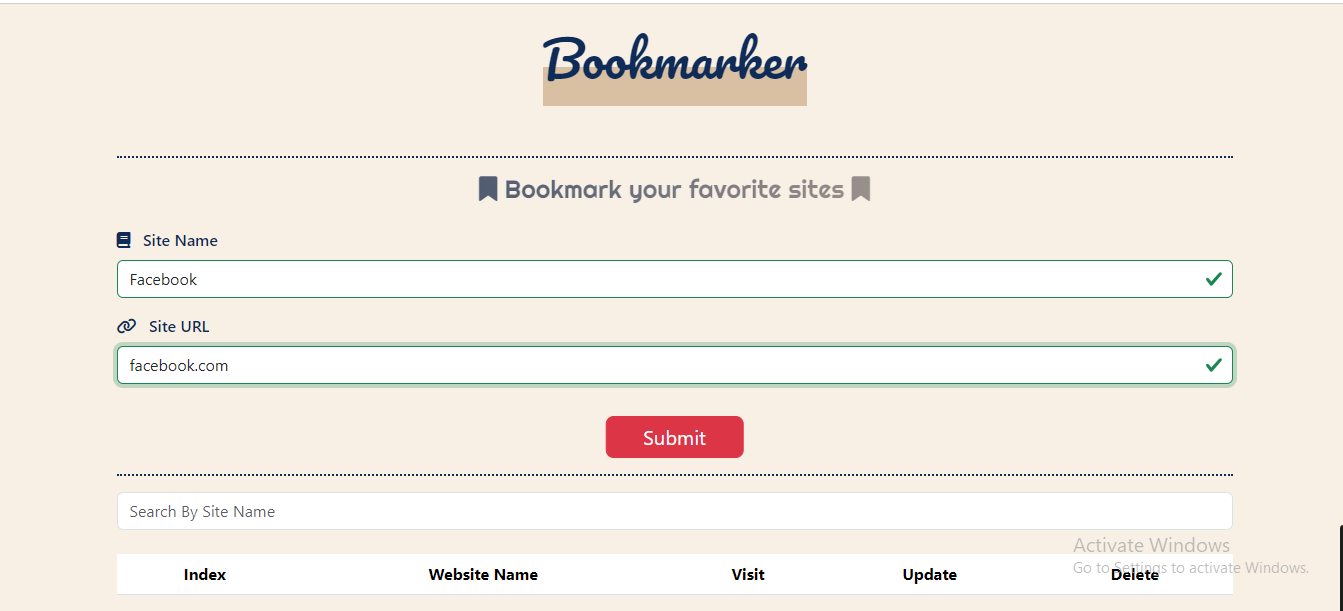 Bookmarker
Bookmark your favorite sites
Site Name
Facebook
Site URL
facebook.com
Submit
Search By Site Name
Activate Windows
Go to Settings to activate Windows.
Index Website Name Visit Update Delete